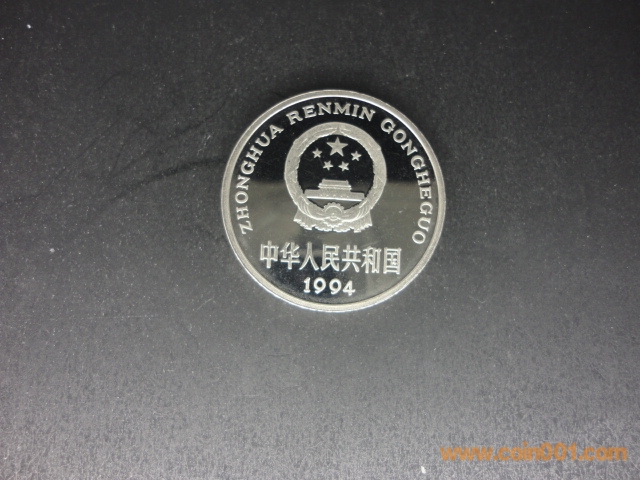 ZHONGHUA RENMIN GONGHEGUO
中华人民共和国
1994
www.coin001.com